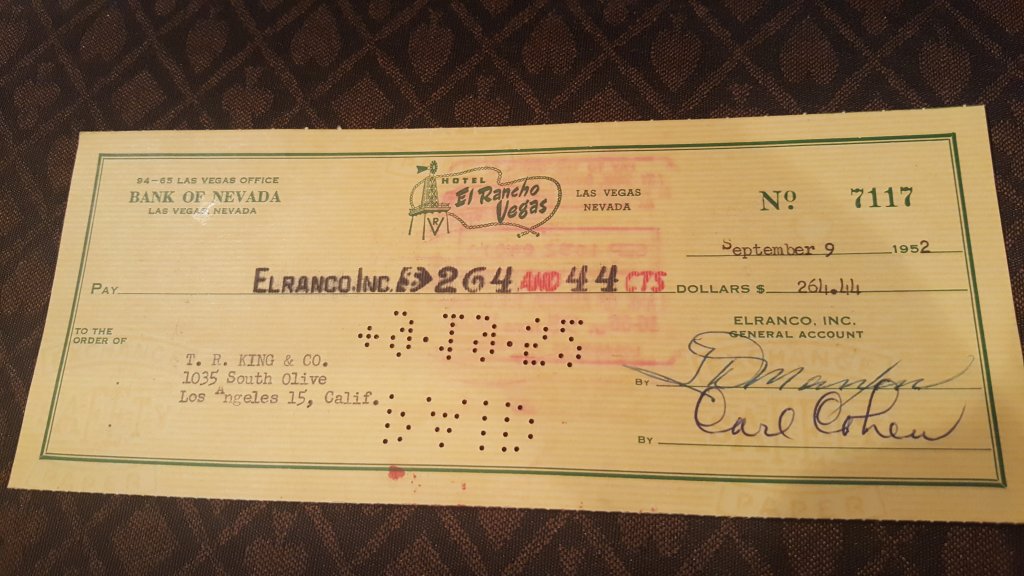 94-65 LAS VEGAS OFFICE
BANK OF NEVADA
LAS VEGAS, NEVADA
HOTEL
El Rancho
Vegas
LAS VEGAS
NEVADA
Nº 7117
September 9 1952
PAY ELRANCO, INC. $ 264 AND 44 CTS DOLLARS $ 264.44
TO THE
ORDER OF
T. R. KING & CO.
1035 South Olive
Los Angeles 15, Calif.
ELRANCO, INC.
GENERAL ACCOUNT
BY
BY Carl Cohen
PAID